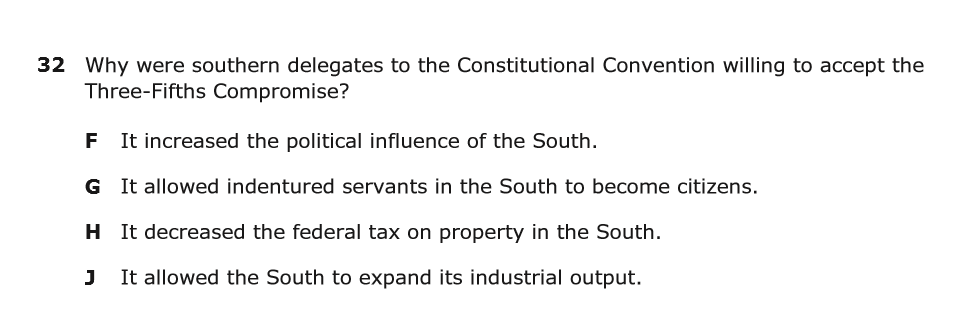 32 Why were southern delegates to the Constitutional Convention willing to accept the
Three-Fifths Compromise?
F It increased the political influence of the South.
G It allowed indentured servants in the South to become citizens.
H It decreased the federal tax on property in the South.
J It allowed the South to expand its industrial output.